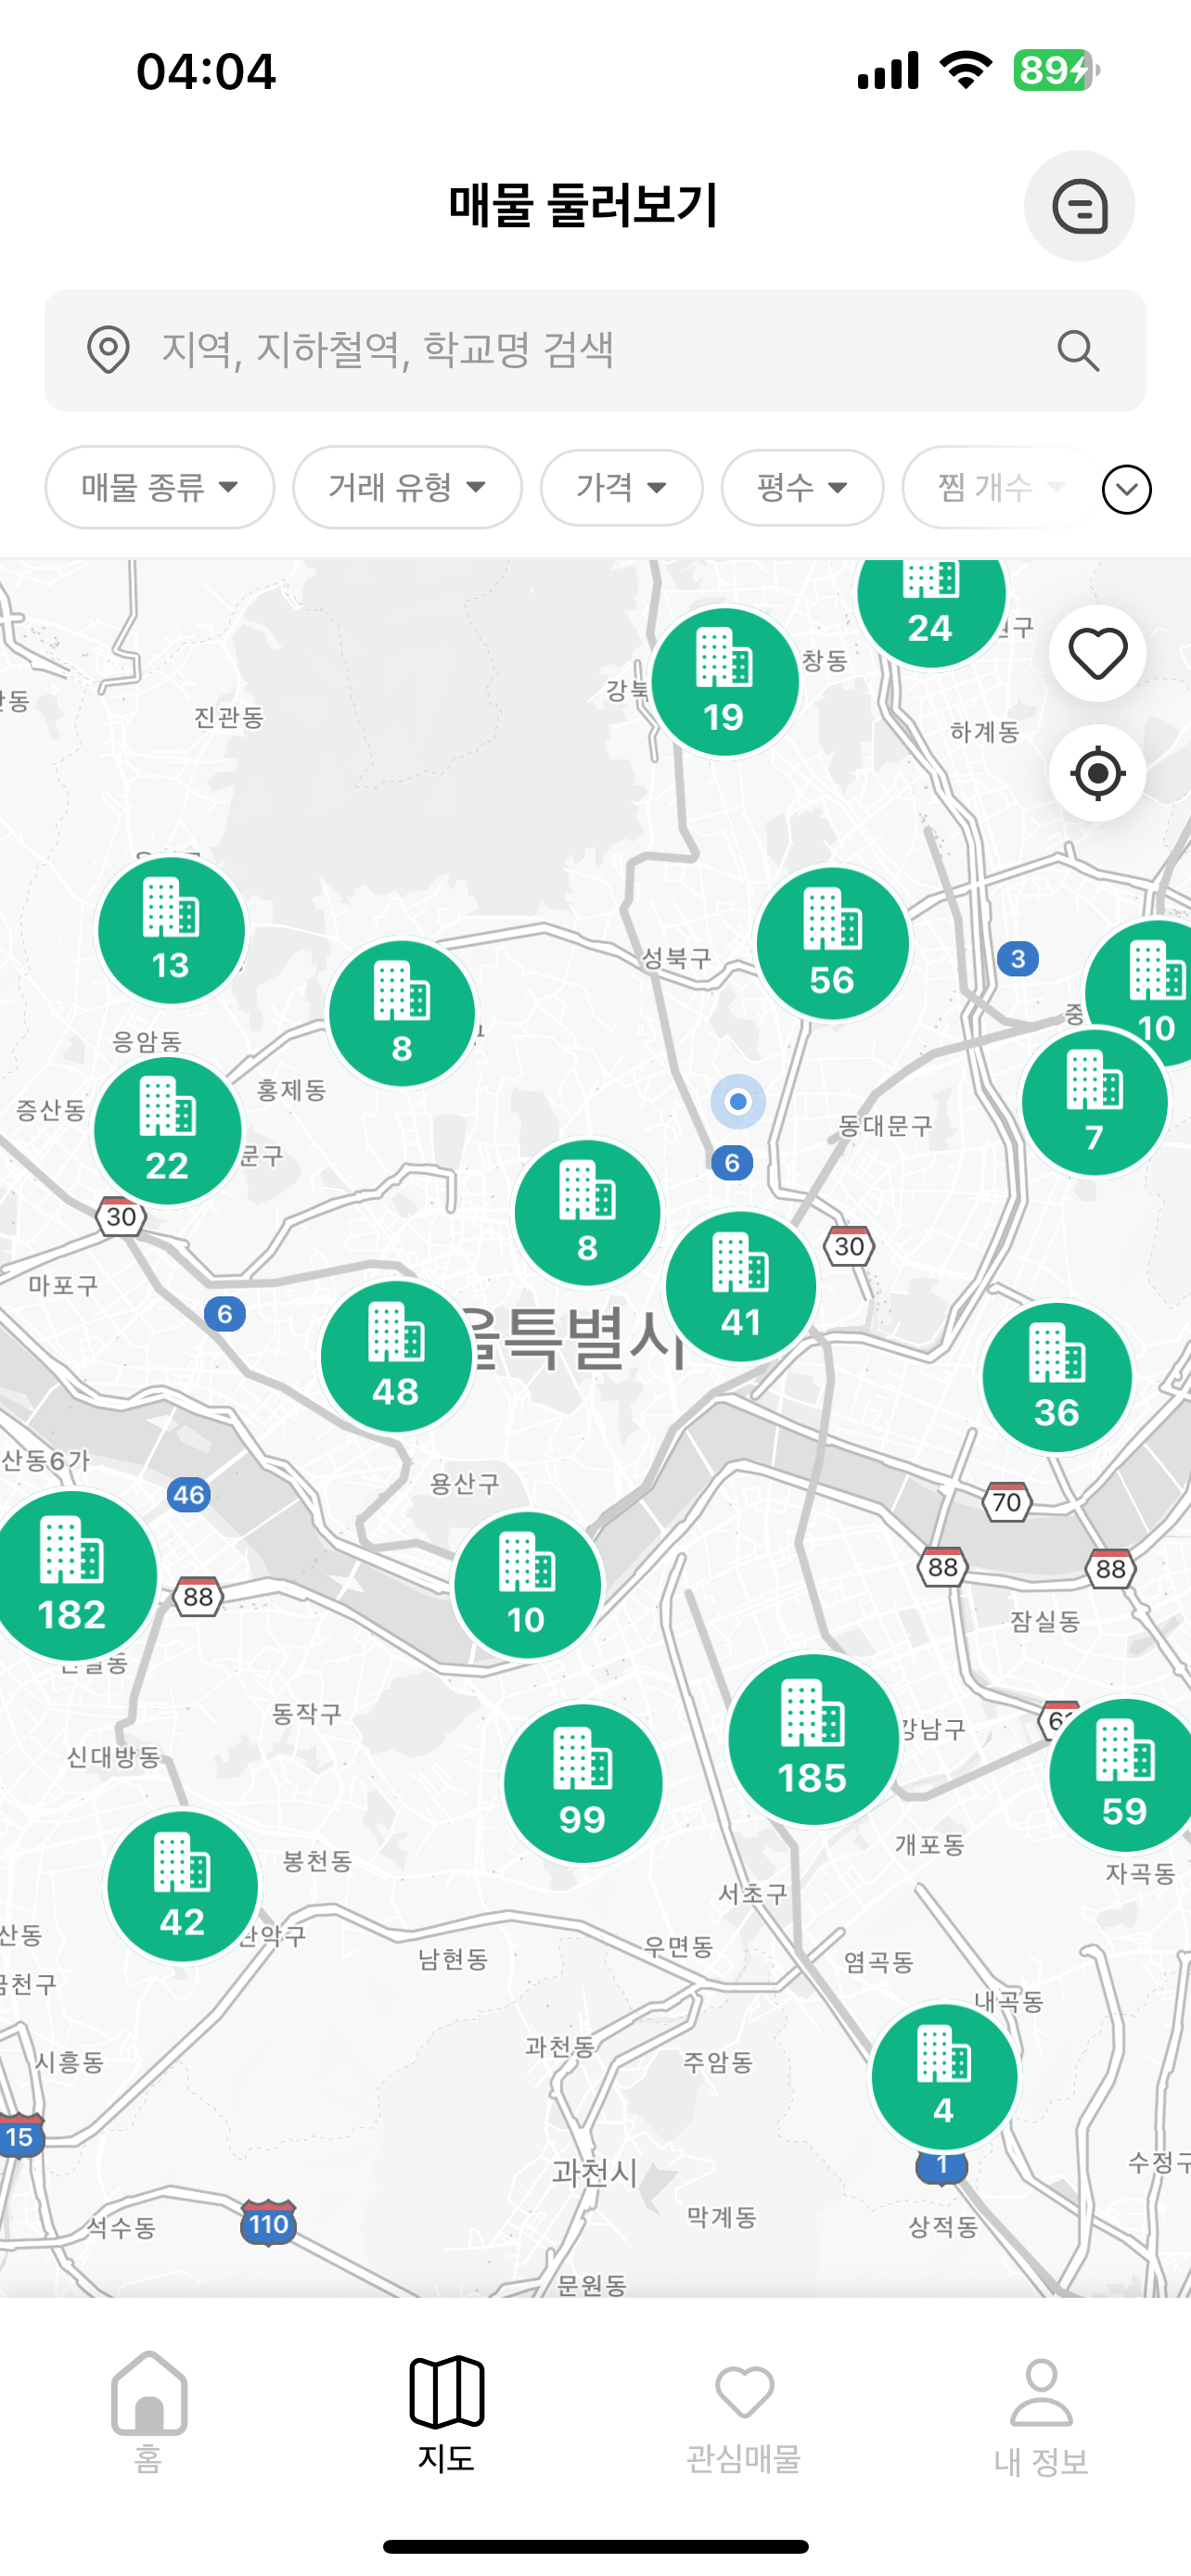 04:04
89
매물 둘러보기
지역, 지하철역, 학교명 검색
매물 종류
거래 유형
가격
평수
찜 개수
24
19
창동
하계동
진관동
13
56
성북구
3
8
10
응암동
홍제동
7
증산동
동대문구
22
6
8
30
30
마포구
6
41
48
36
용산구
46
70
88
88
182
88
10
잠실동
동작구
강남구
신대방동
185
59
99
개포동
자곡동
봉천동
42
서초구
남현동
우면동
염곡동
내곡동
시흥동
과천동
주암동
4
15
과천시
1
110
석수동
막계동
상적동
문원동
홈
지도
관심매물
내 정보